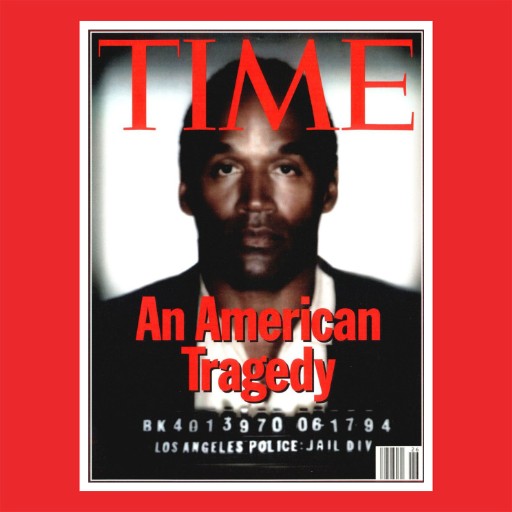 TIME
An American
Tragedy
BK4013970 061794
LOS ANGELES POLICE: JAIL DIV